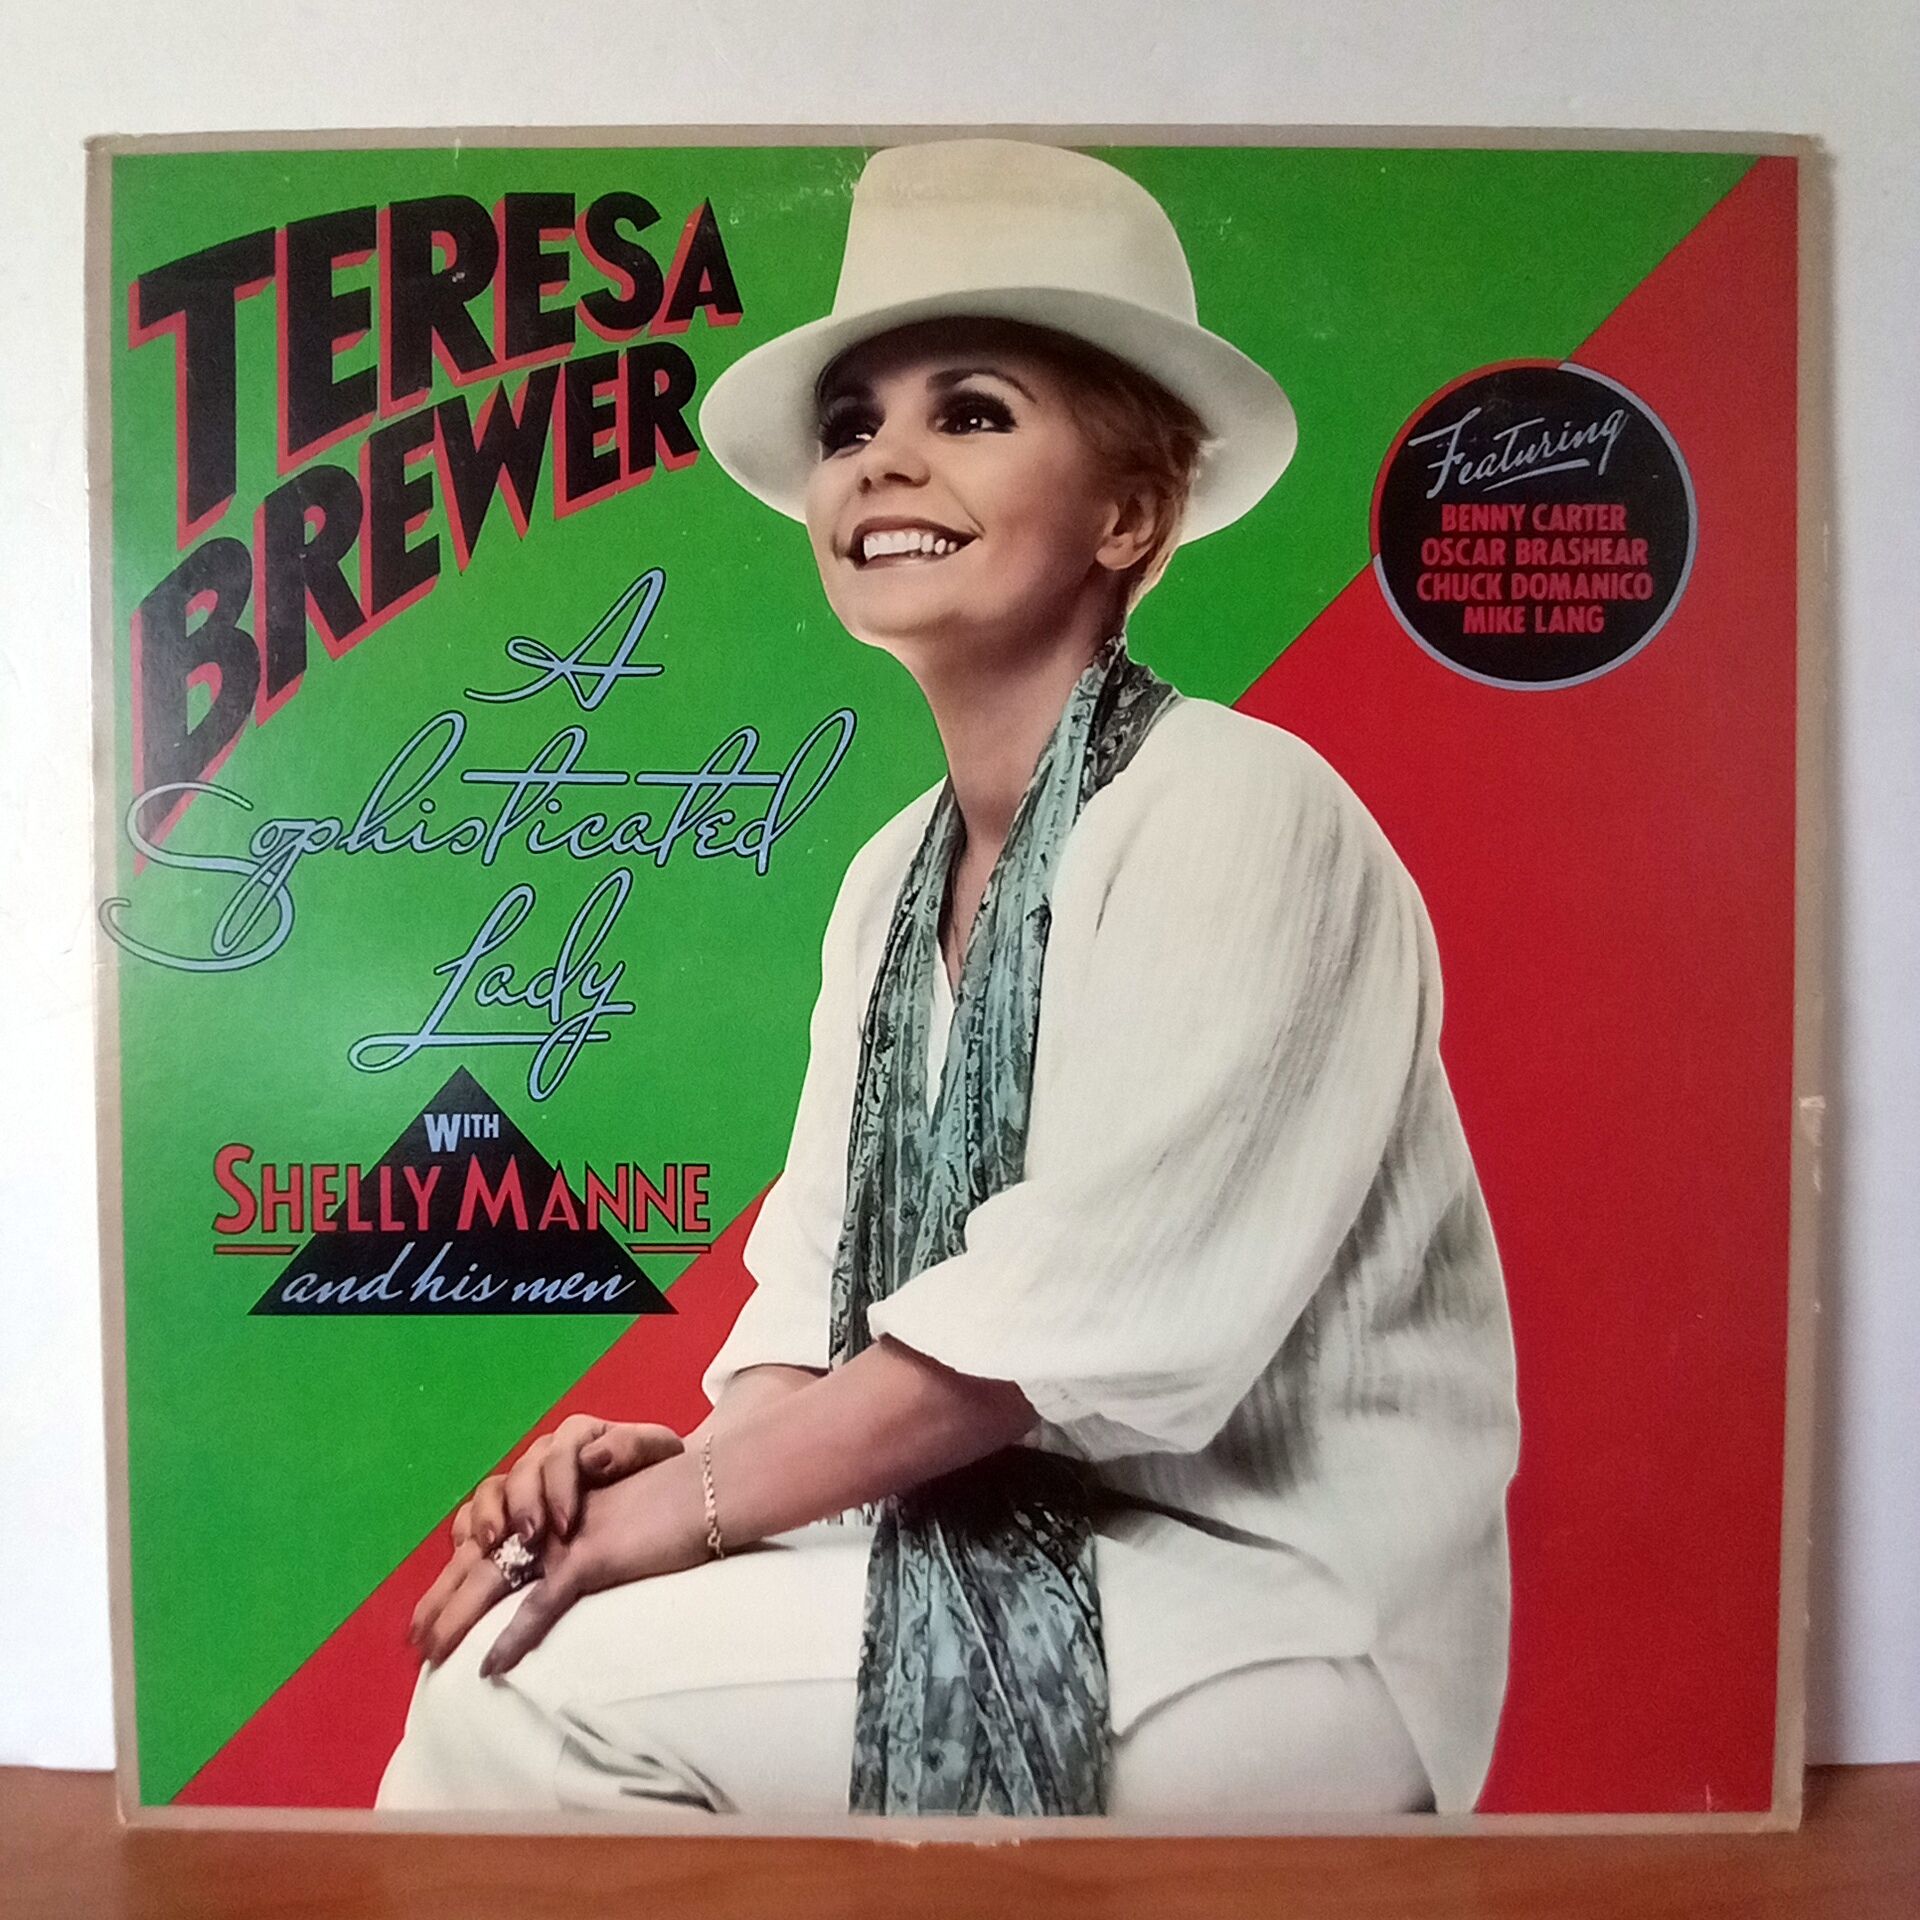 TERESA
BREWER
A
Sophisticated
Lady
WITH
SHELLY MANNE
and his men
Featuring
BENNY CARTER
OSCAR BRASHEAR
CHUCK DOMANICO
MIKE LANG